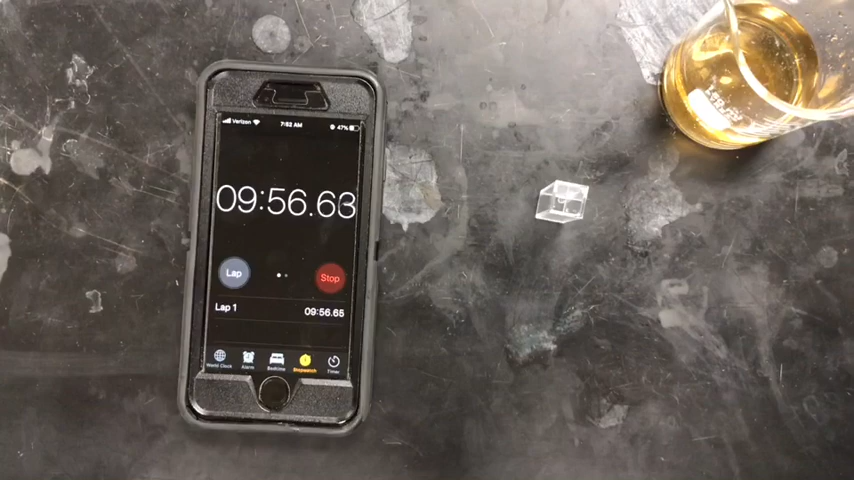 Verizon 7:52 AM 47%
09:56.63
Lap Stop
Lap 1 09:56.65
World Clock Alarm Bedtime Stopwatch Timer